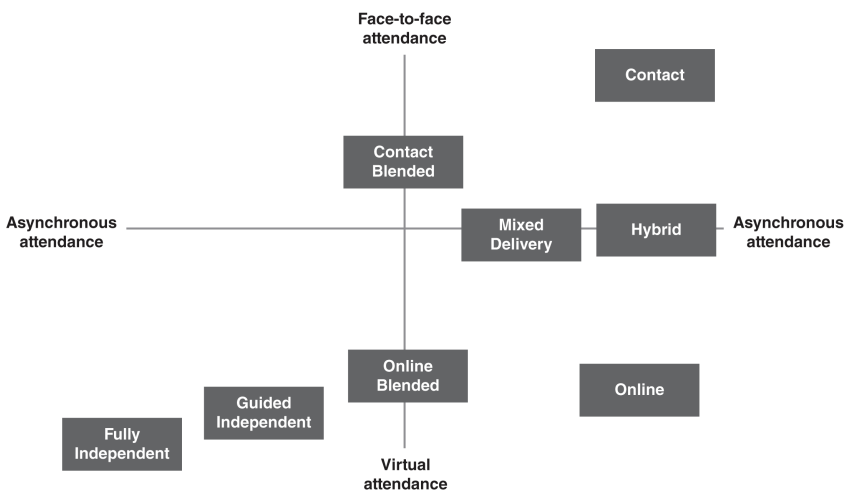 Face-to-face
attendance
Contact
Contact
Blended
Asynchronous
attendance
Mixed
Delivery
Hybrid
Asynchronous
attendance
Online
Blended
Online
Guided
Independent
Fully
Independent
Virtual
attendance